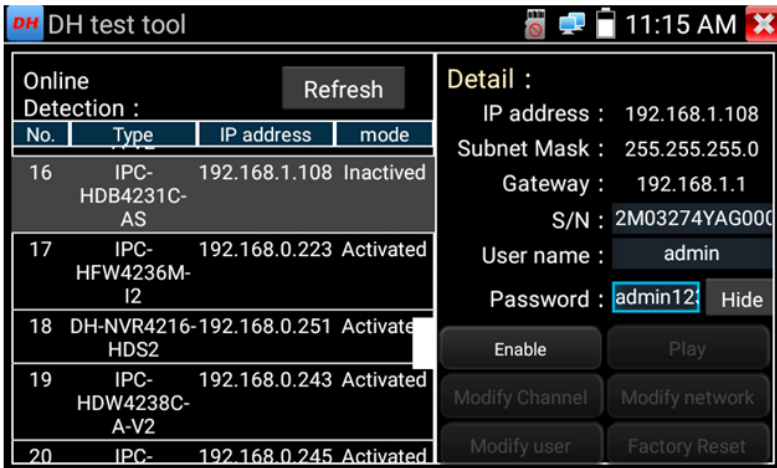 DH DH test tool 11:15 AM
Online
Detection :
Refresh
No. Type IP address mode
16 IPC- 192.168.1.108 Inactived
HDB4231C-
AS
17 IPC- 192.168.0.223 Activated
HFW4236M-
I2
18 DH-NVR4216- 192.168.0.251 Activate
HDS2
19 IPC- 192.168.0.243 Activated
HDW4238C-
A-V2
20 IPC- 192.168.0.245 Activated
Detail :
IP address : 192.168.1.108
Subnet Mask : 255.255.255.0
Gateway : 192.168.1.1
S/N : 2M03274YAG000
User name : admin
Password : admin123 Hide
Enable Play
Modify Channel Modify network
Modify user Factory Reset